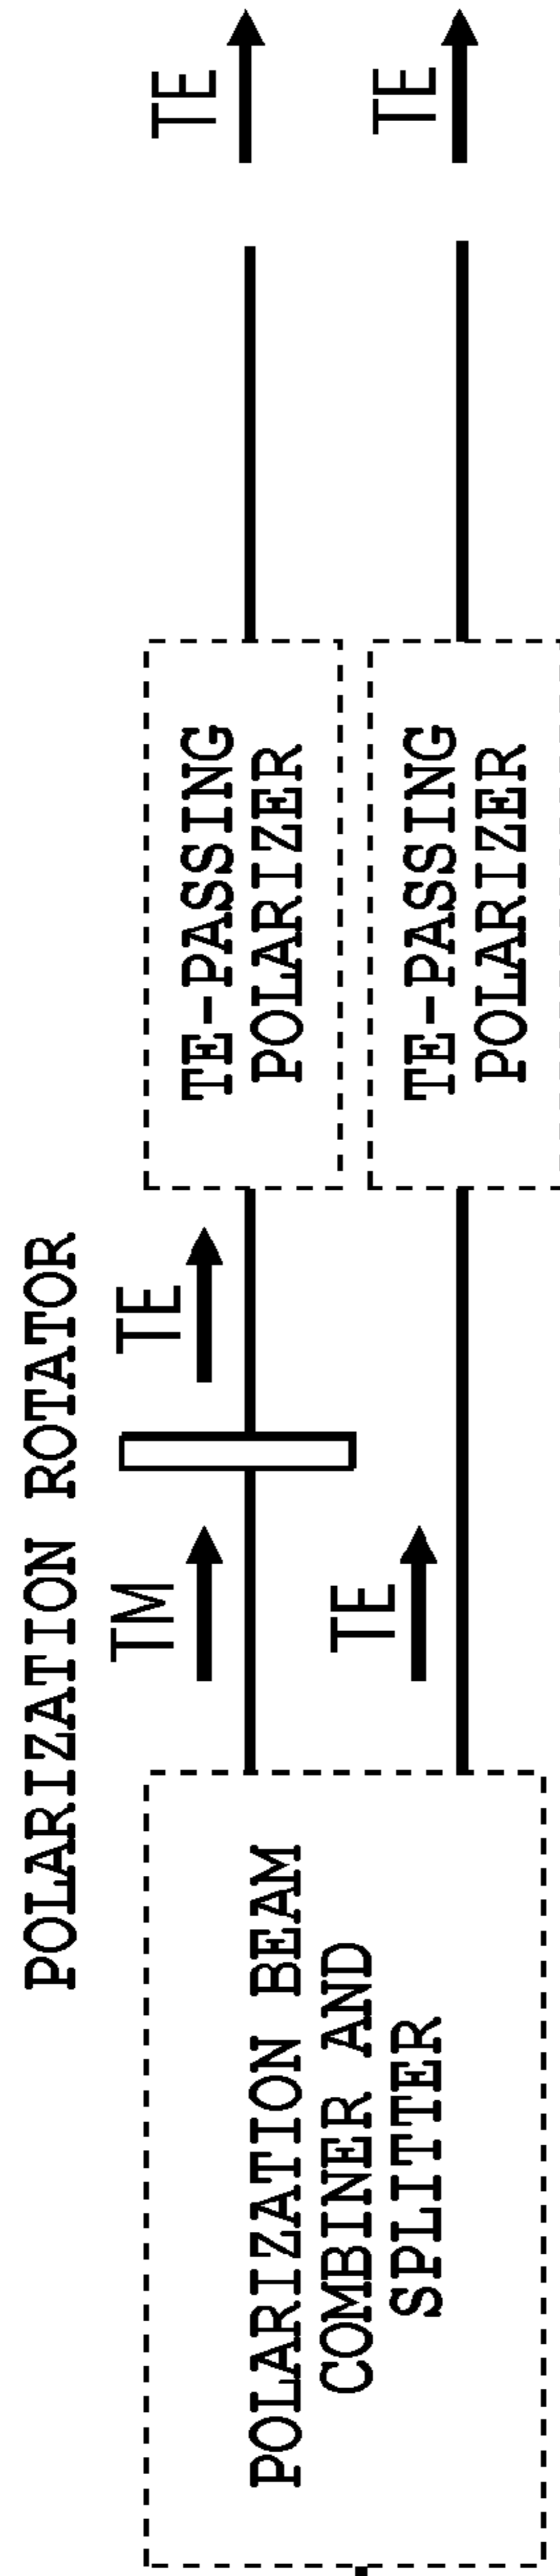 POLARIZATION ROTATOR
POLARIZATION BEAM
COMBINER AND
SPLITTER
TM
TE
TE
TE-PASSING
POLARIZER
TE
TE-PASSING
POLARIZER
TE